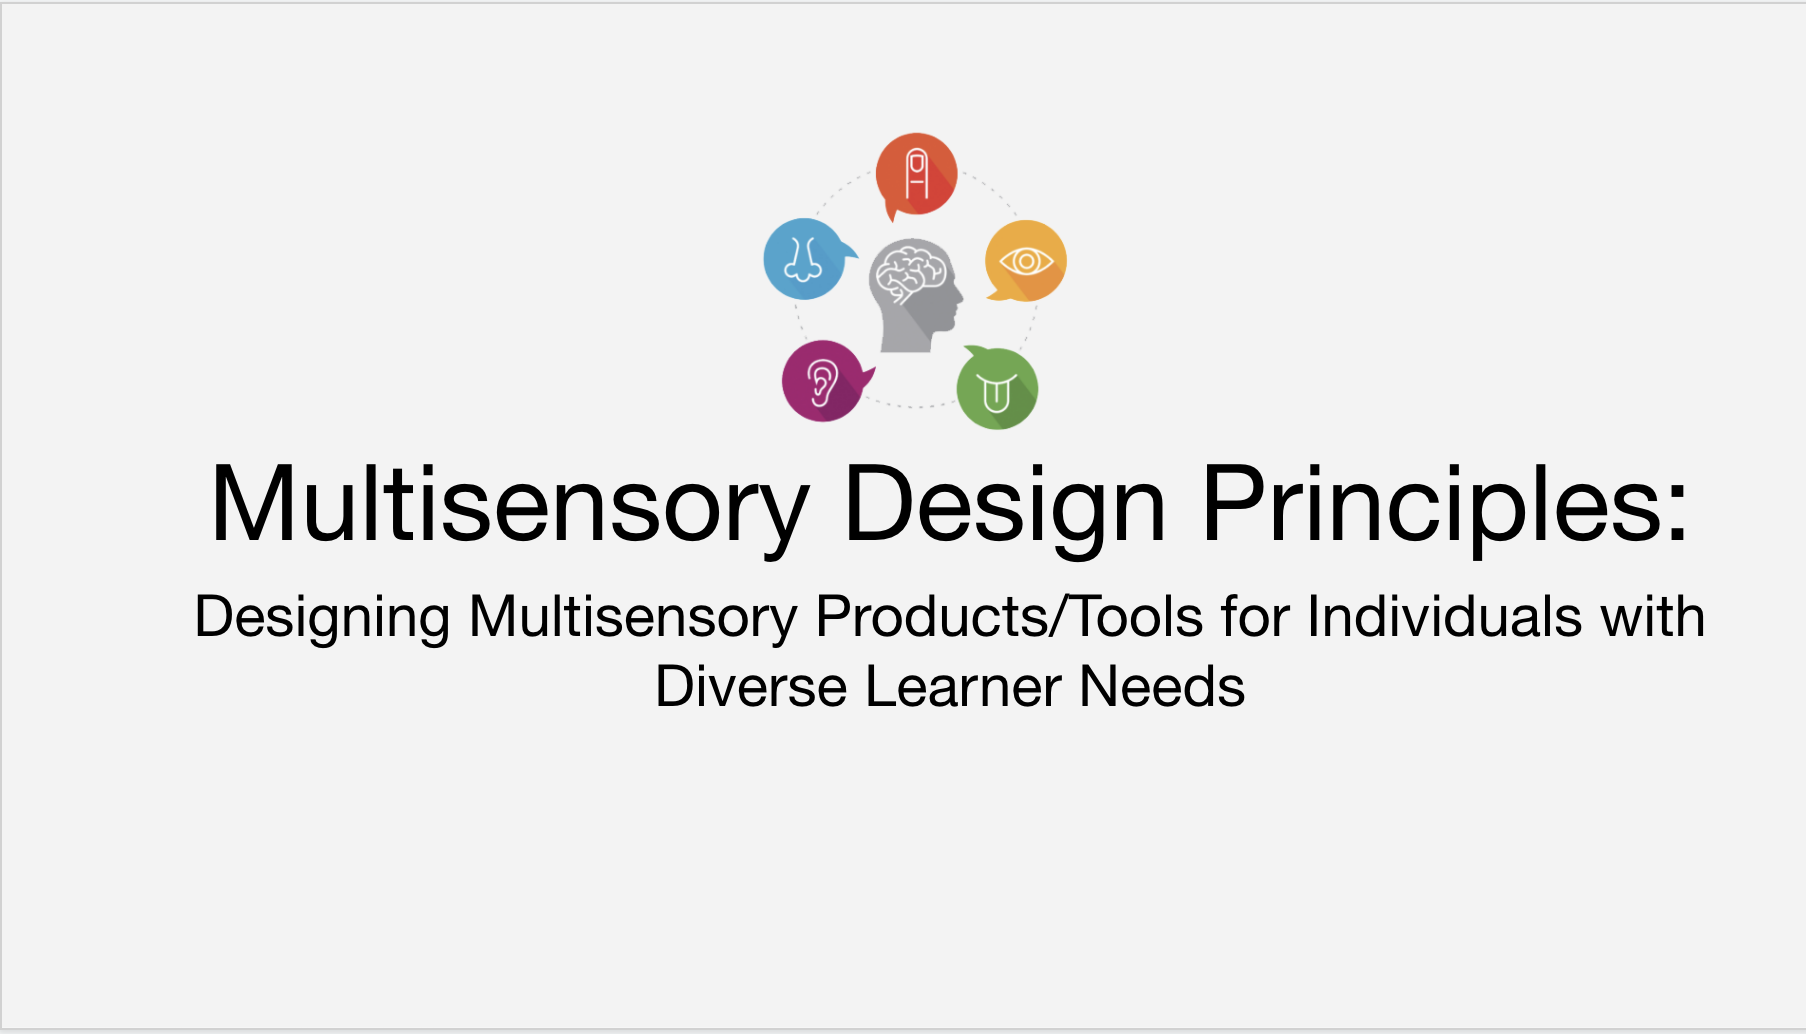 Multisensory Design Principles:
Designing Multisensory Products/Tools for Individuals with
Diverse Learner Needs